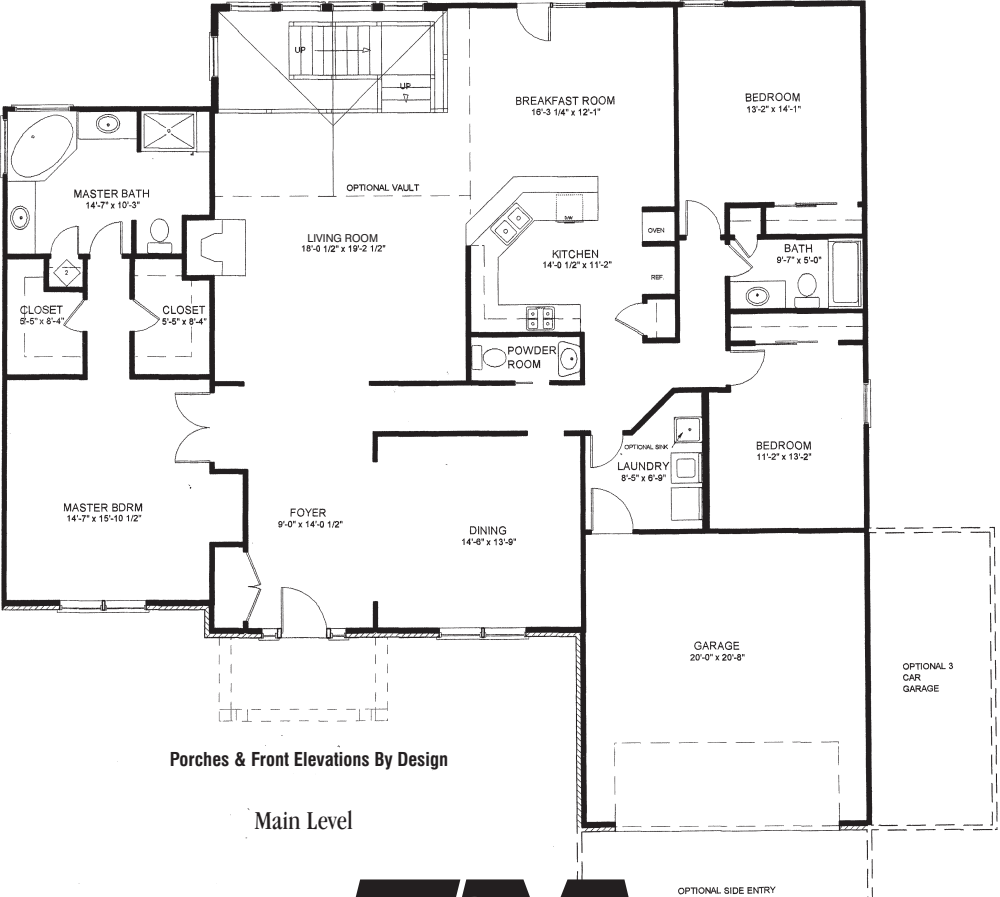 UP
UP
BREAKFAST ROOM
16'-3 1/4" x 12'-1"
BEDROOM
13'-2" x 14'-1"
MASTER BATH
14'-7" x 10'-3"
OPTIONAL VAULT
LIVING ROOM
18'-0 1/2" x 19'-2 1/2"
D/W
OVEN
KITCHEN
14'-0 1/2" x 11'-2"
REF.
BATH
9'-7" x 5'-0"
2
CLOSET
5'-5" x 8'-4"
CLOSET
5'-5" x 8'-4"
POWDER
ROOM
OPTIONAL SINK
LAUNDRY
8'-5" x 6'-9"
BEDROOM
11'-2" x 13'-2"
MASTER BDRM
14'-7" x 15'-10 1/2"
FOYER
9'-0" x 14'-0 1/2"
DINING
14'-6" x 13'-9"
GARAGE
20'-0" x 20'-8"
OPTIONAL 3
CAR
GARAGE
Porches & Front Elevations By Design
Main Level
OPTIONAL SIDE ENTRY